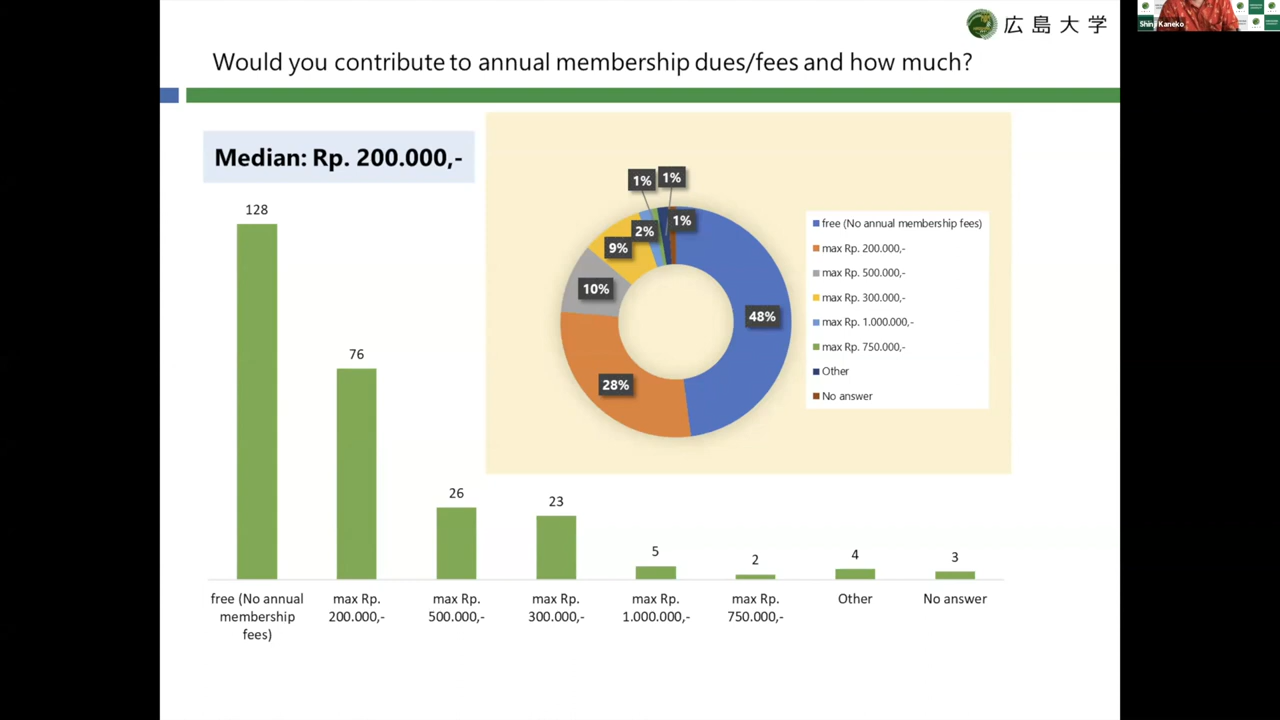 広島大学
Shinji Kaneko
Would you contribute to annual membership dues/fees and how much?
Median: Rp. 200.000,-
128
76
26
23
5
2
4
3
free (No annual
membership
fees)
max Rp.
200.000,-
max Rp.
500.000,-
max Rp.
300.000,-
max Rp.
1.000.000,-
max Rp.
750.000,-
Other
No answer
1%
1%
1%
2%
9%
10%
48%
28%
free (No annual membership fees)
max Rp. 200.000,-
max Rp. 500.000,-
max Rp. 300.000,-
max Rp. 1.000.000,-
max Rp. 750.000,-
Other
No answer